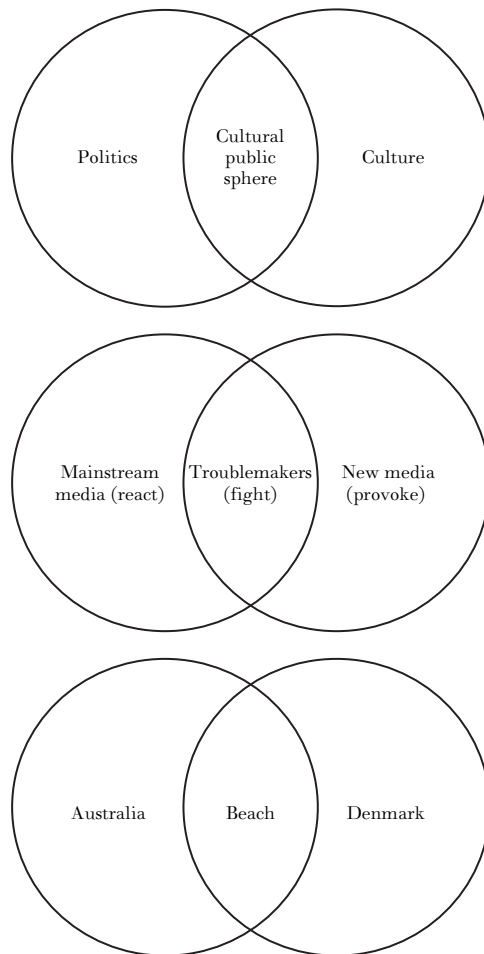 Politics
Cultural
public
sphere
Culture
Mainstream
media (react)
Troublemakers
(fight)
New media
(provoke)
Australia
Beach
Denmark